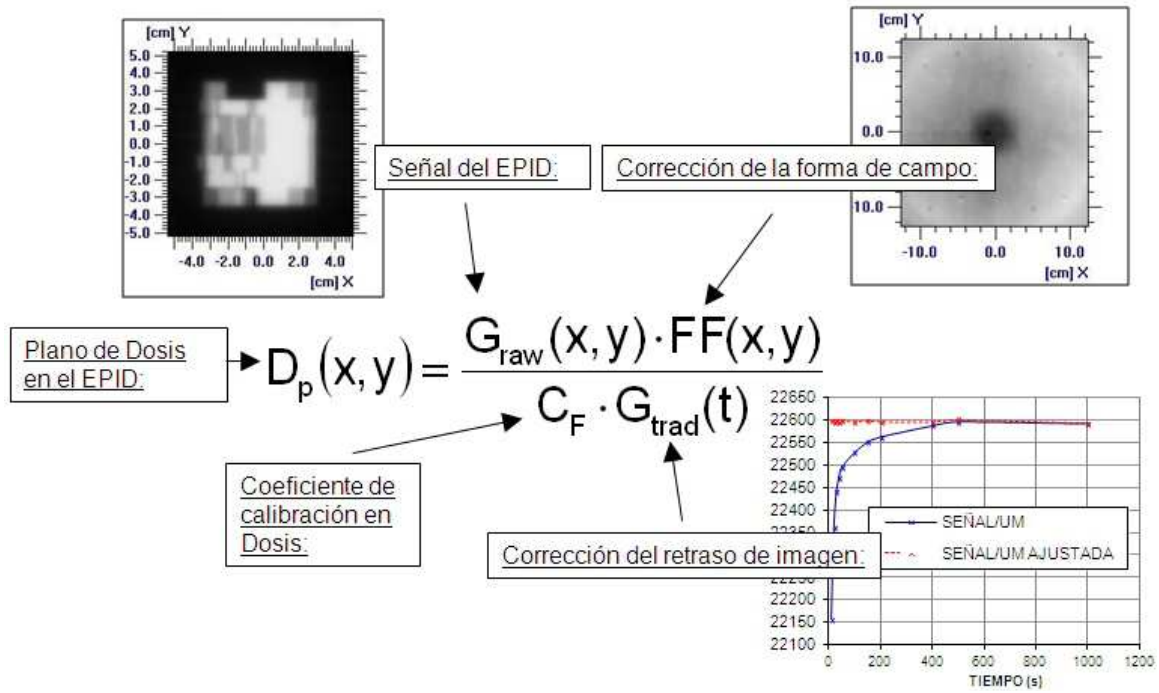 [cm] Y
5.0
4.0
3.0
2.0
1.0
0.0
-1.0
-2.0
-3.0
-4.0
-5.0
-4.0 -2.0 0.0 2.0 4.0
[cm] X
[cm] Y
10.0
0.0
10.0
-10.0 0.0 10.0
[cm] X
Señal del EPID:
Corrección de la forma de campo:
Plano de Dosis
en el EPID:
D_p(x,y) = G_raw(x,y)·FF(x,y)
C_F·G_trad(t)
Coeficiente de
calibración en
Dosis:
Corrección del retraso de imagen:
22650
22600
22550
22500
22450
22400
22200
22150
22100
SEÑAL/UM
SEÑAL/UM AJUSTADA
0 200 400 600 800 1000 1200
TIEMPO (s)